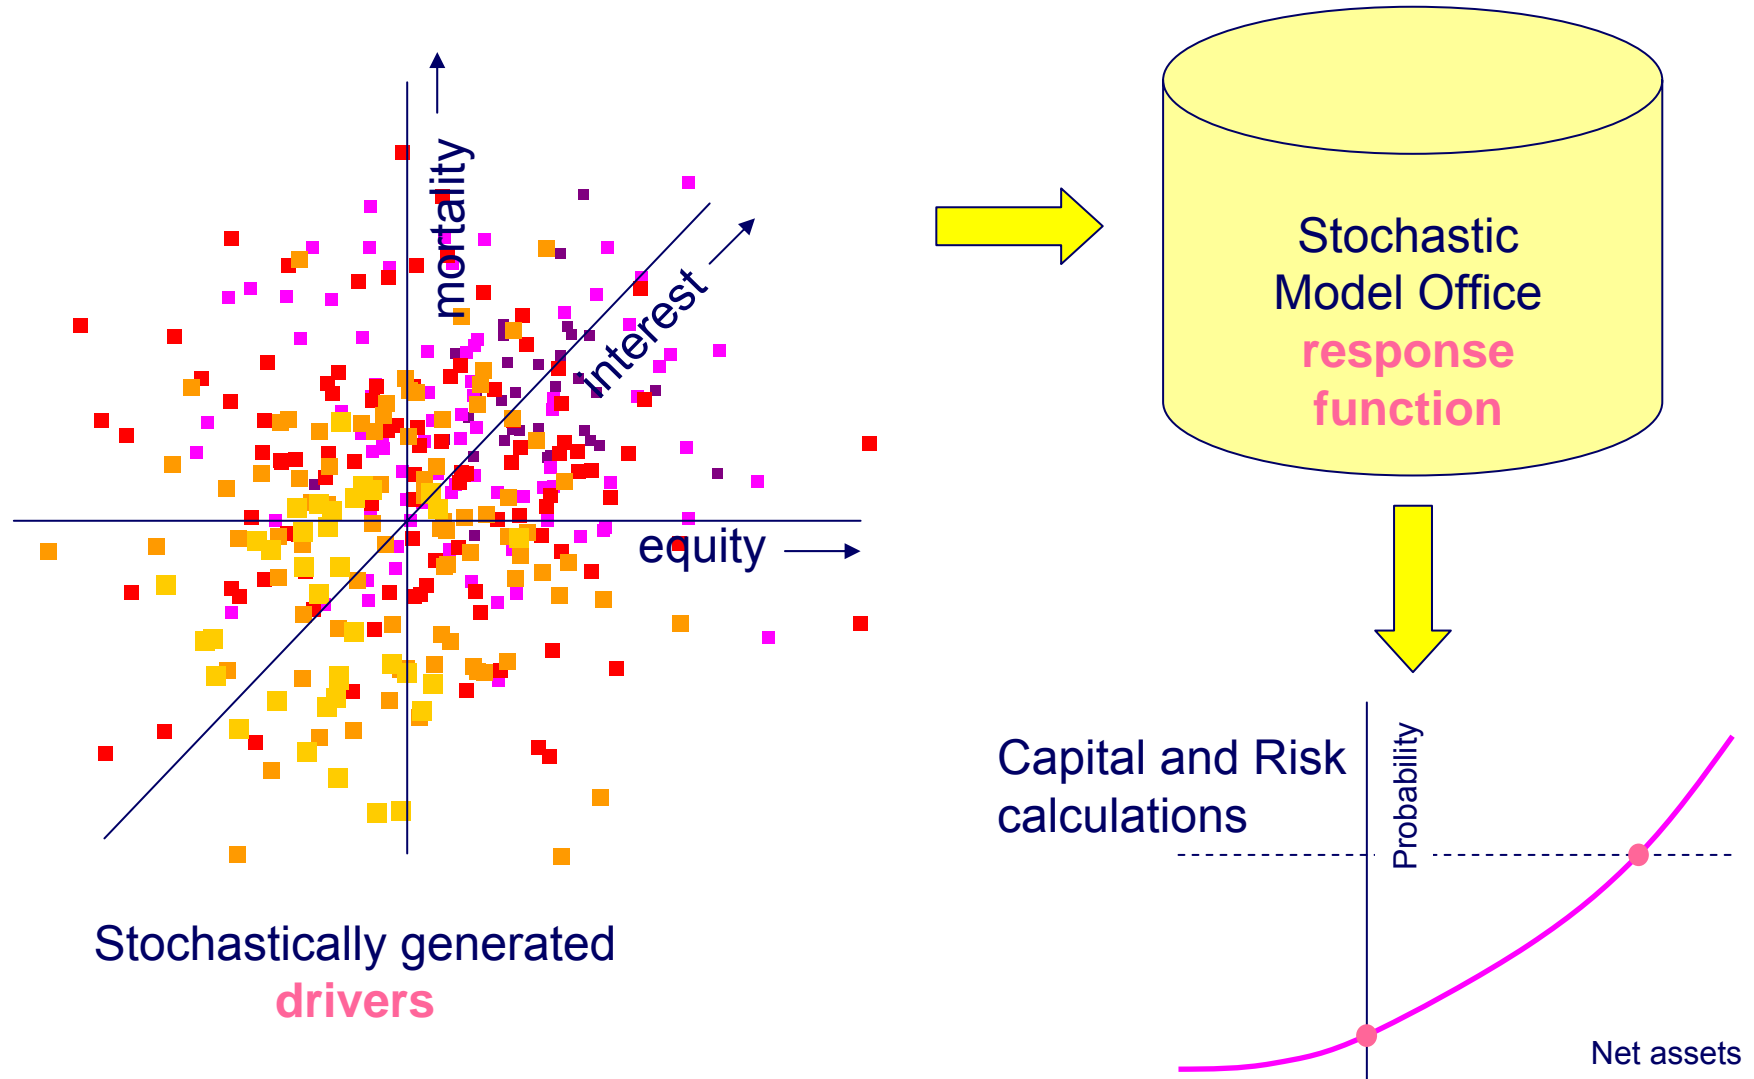 mortality
interest
equity
Stochastically generated
drivers
Stochastic
Model Office
response
function
Capital and Risk
calculations
Probability
Net assets